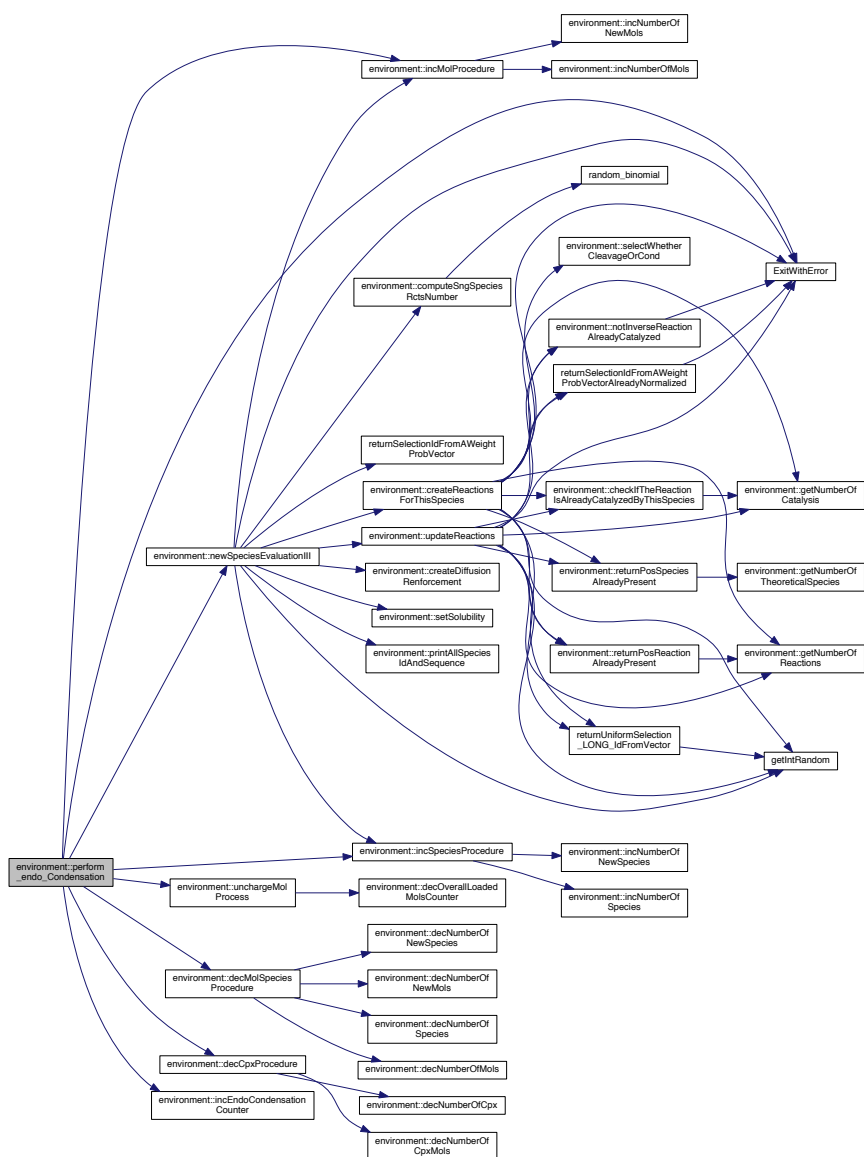 environment::incNumberOf
NewMols
environment::incMolProcedure
environment::incNumberOfMols
random_binomial
environment::selectWhether
CleavageOrCond
ExitWithError
environment::computeSngSpecies
RctsNumber
environment::notInverseReaction
AlreadyCatalyzed
returnSelectionIdFromAWeight
ProbVectorAlreadyNormalized
returnSelectionIdFromAWeight
ProbVector
environment::createReactions
ForThisSpecies
environment::checkIfTheReaction
IsAlreadyCatalyzedByThisSpecies
environment::getNumberOf
Catalysis
environment::updateReactions
environment::newSpeciesEvaluationIII
environment::createDiffusion
Renforcement
environment::returnPosSpecies
AlreadyPresent
environment::getNumberOf
TheoreticalSpecies
environment::setSolubility
environment::printAllSpecies
IdAndSequence
environment::returnPosReaction
AlreadyPresent
environment::getNumberOf
Reactions
returnUniformSelection
_LONG_IdFromVector
getIntRandom
environment::perform
_endo_Condensation
environment::incSpeciesProcedure
environment::incNumberOf
NewSpecies
environment::unchargeMol
Process
environment::decOverallLoaded
MolsCounter
environment::incNumberOf
Species
environment::decNumberOf
NewSpecies
environment::decMolSpecies
Procedure
environment::decNumberOf
NewMols
environment::decNumberOf
Species
environment::decCpxProcedure
environment::decNumberOfMols
environment::incEndoCondensation
Counter
environment::decNumberOfCpx
environment::decNumberOf
CpxMols